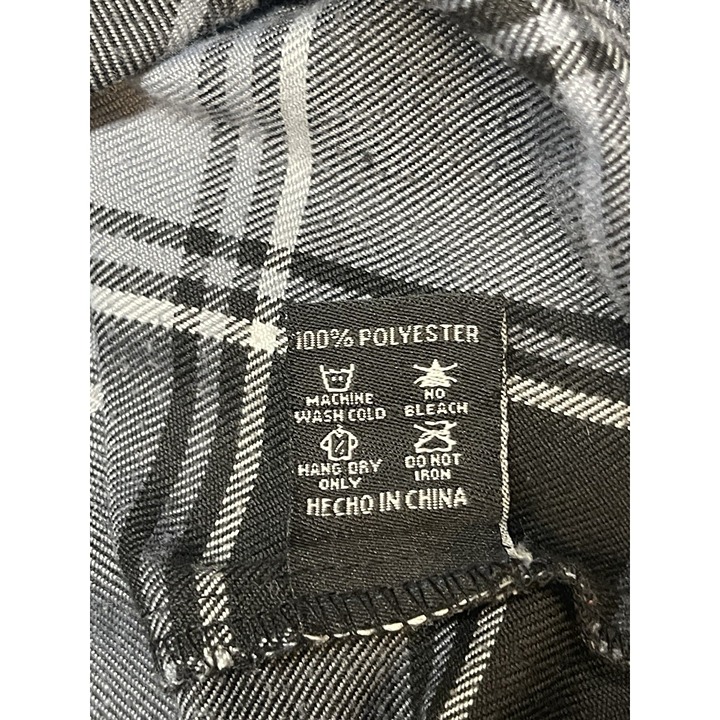 100% POLYESTER
MACHINE
WASH COLD
NO
BLEACH
HANG DRY
ONLY
DO NOT
IRON
HECHO IN CHINA